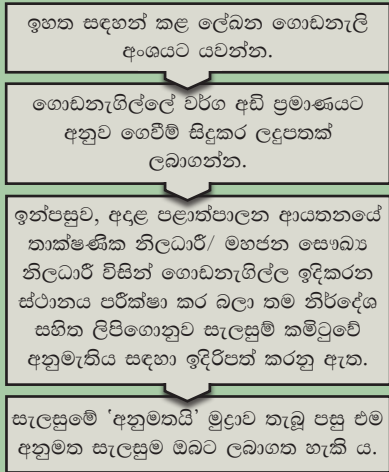 ඉහත සඳහන් කළ ලේඛන ගොඩනැලි
අංශයට යවන්න.
ගොඩනැගිල්ලේ වර්ග අඩි ප්‍රමාණයට
අනුව ගෙවීම් සිදුකර ලදුපතක්
ලබාගන්න.
ඉන්පසුව, අදාළ පළාත්පාලන ආයතනයේ
තාක්ෂණික නිලධාරී/ මහජන සෞඛ්‍ය
නිලධාරී විසින් ගොඩනැගිල්ල ඉදිකරන
ස්ථානය පරීක්ෂා කර බලා තම නිර්දේශ
සහිත ලිපිගොනුව සැලසුම් කමිටුවේ
අනුමැතිය සඳහා ඉදිරිපත් කරනු ඇත.
සැලසුමේ ‘අනුමතයි’ මුද්‍රාව තැබූ පසු එම
අනුමත සැලසුම ඔබට ලබාගත හැකි ය.